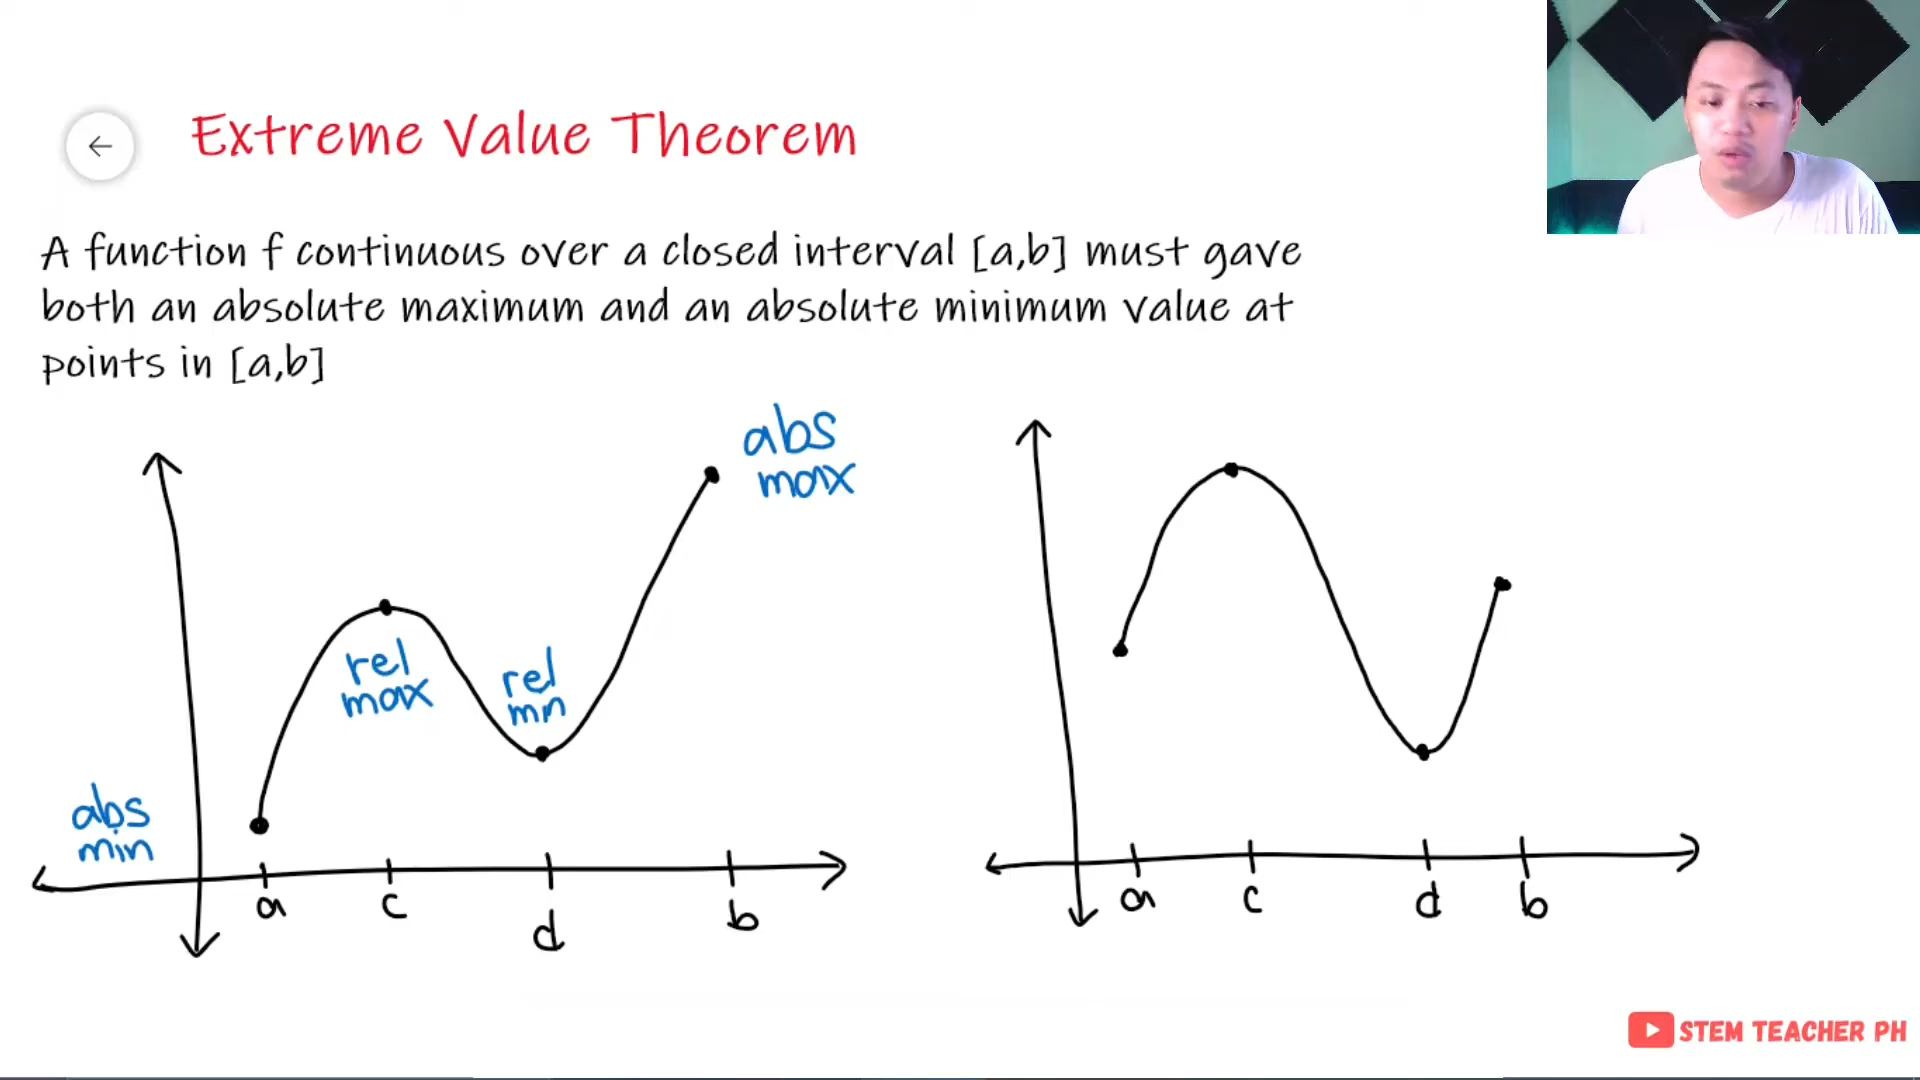 Extreme Value Theorem
A function f continuous over a closed interval [a,b] must gave
both an absolute maximum and an absolute minimum value at
points in [a,b]
abs
max
rel
max
rel
mn
abs
min
a
c
d
b
a
c
d
b
STEM TEACHER PH